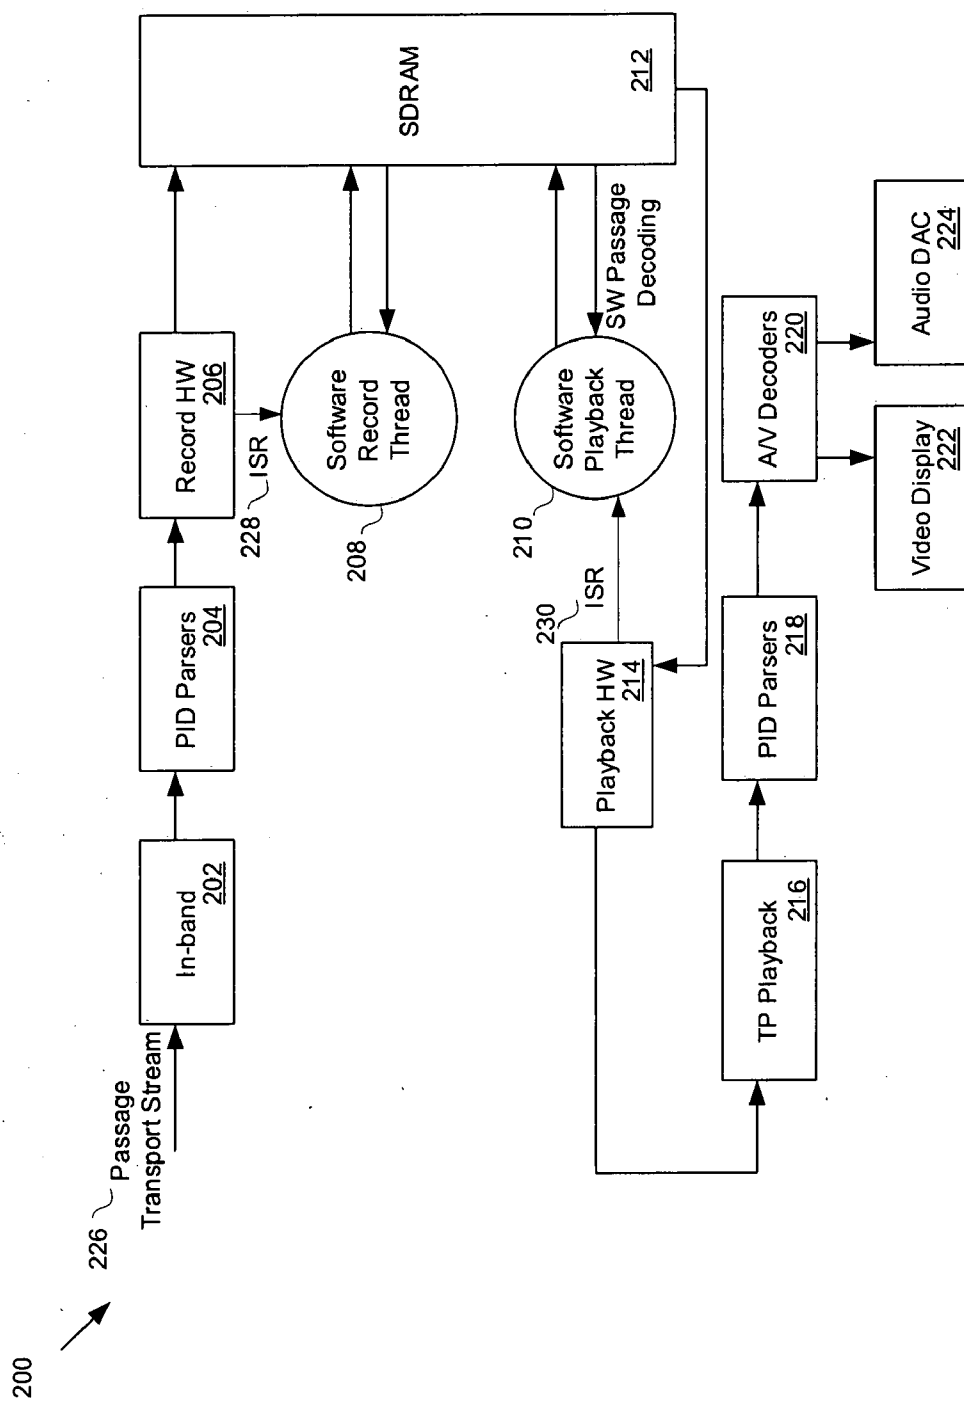 200
226
Passage
Transport Stream
In-band
202
PID Parsers
204
Record HW
206
228
ISR
Software
Record
Thread
208
SDRAM
212
210
Software
Playback
Thread
SW Passage
Decoding
230
ISR
Playback HW
214
TP Playback
216
PID Parsers
218
A/V Decoders
220
Video Display
222
Audio DAC
224